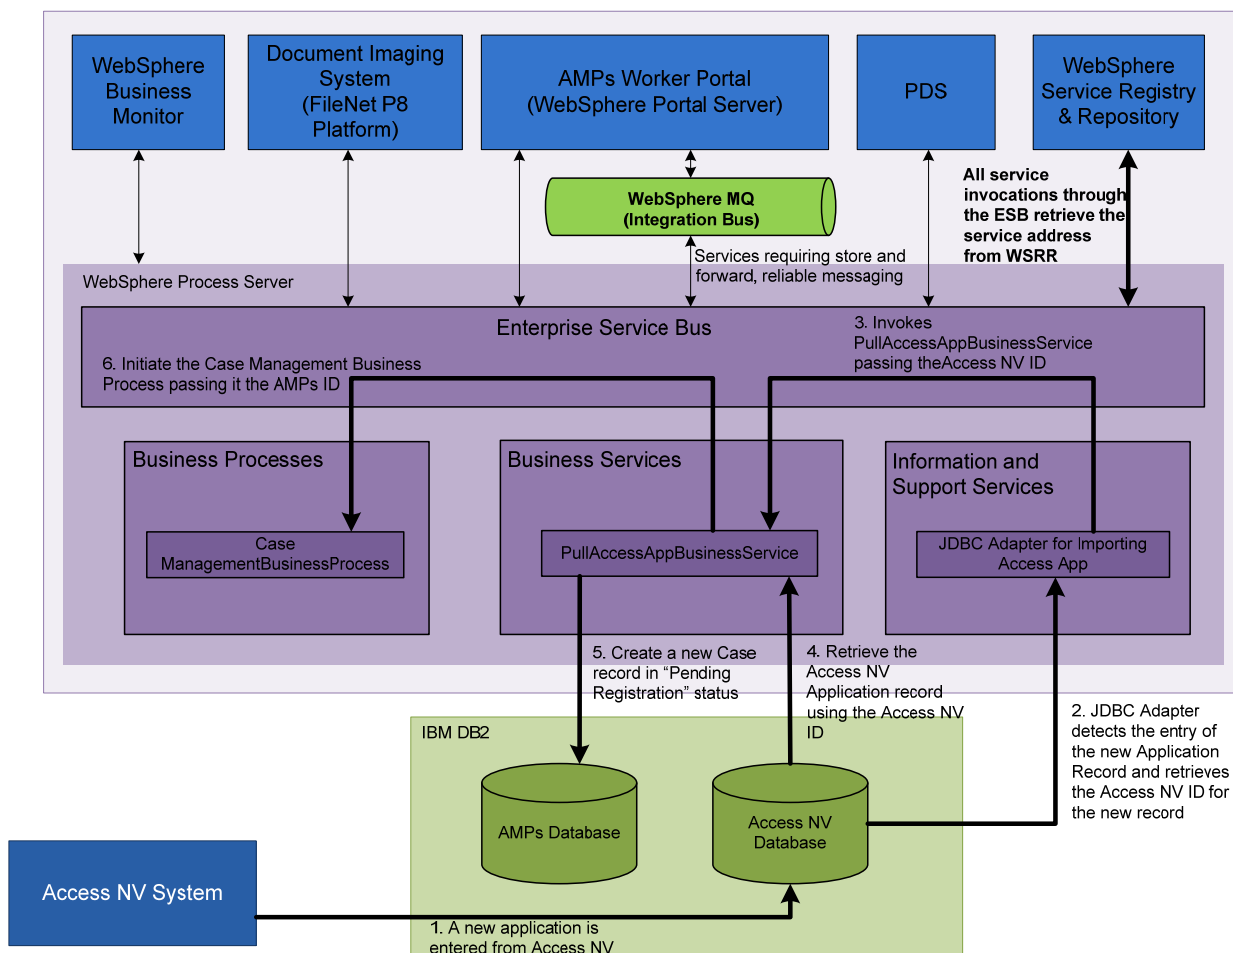 WebSphere
Business
Monitor
Document Imaging
System
(FileNet P8
Platform)
AMPs Worker Portal
(WebSphere Portal Server)
PDS
WebSphere
Service Registry
& Repository
WebSphere MQ
(Integration Bus)
All service
invocations through
the ESB retrieve the
service address
from WSRR
Services requiring store and
forward, reliable messaging
WebSphere Process Server
Enterprise Service Bus
3. Invokes
PullAccessAppBusinessService
passing theAccess NV ID
6. Initiate the Case Management Business
Process passing it the AMPs ID
Business Processes
Case
ManagementBusinessProcess
Business Services
PullAccessAppBusinessService
Information and
Support Services
JDBC Adapter for Importing
Access App
5. Create a new Case
record in “Pending
Registration” status
4. Retrieve the
Access NV
Application record
using the Access NV
ID
2. JDBC Adapter
detects the entry of
the new Application
Record and retrieves
the Access NV ID for
the new record
IBM DB2
AMPs Database
Access NV
Database
Access NV System
1. A new application is
entered from Access NV